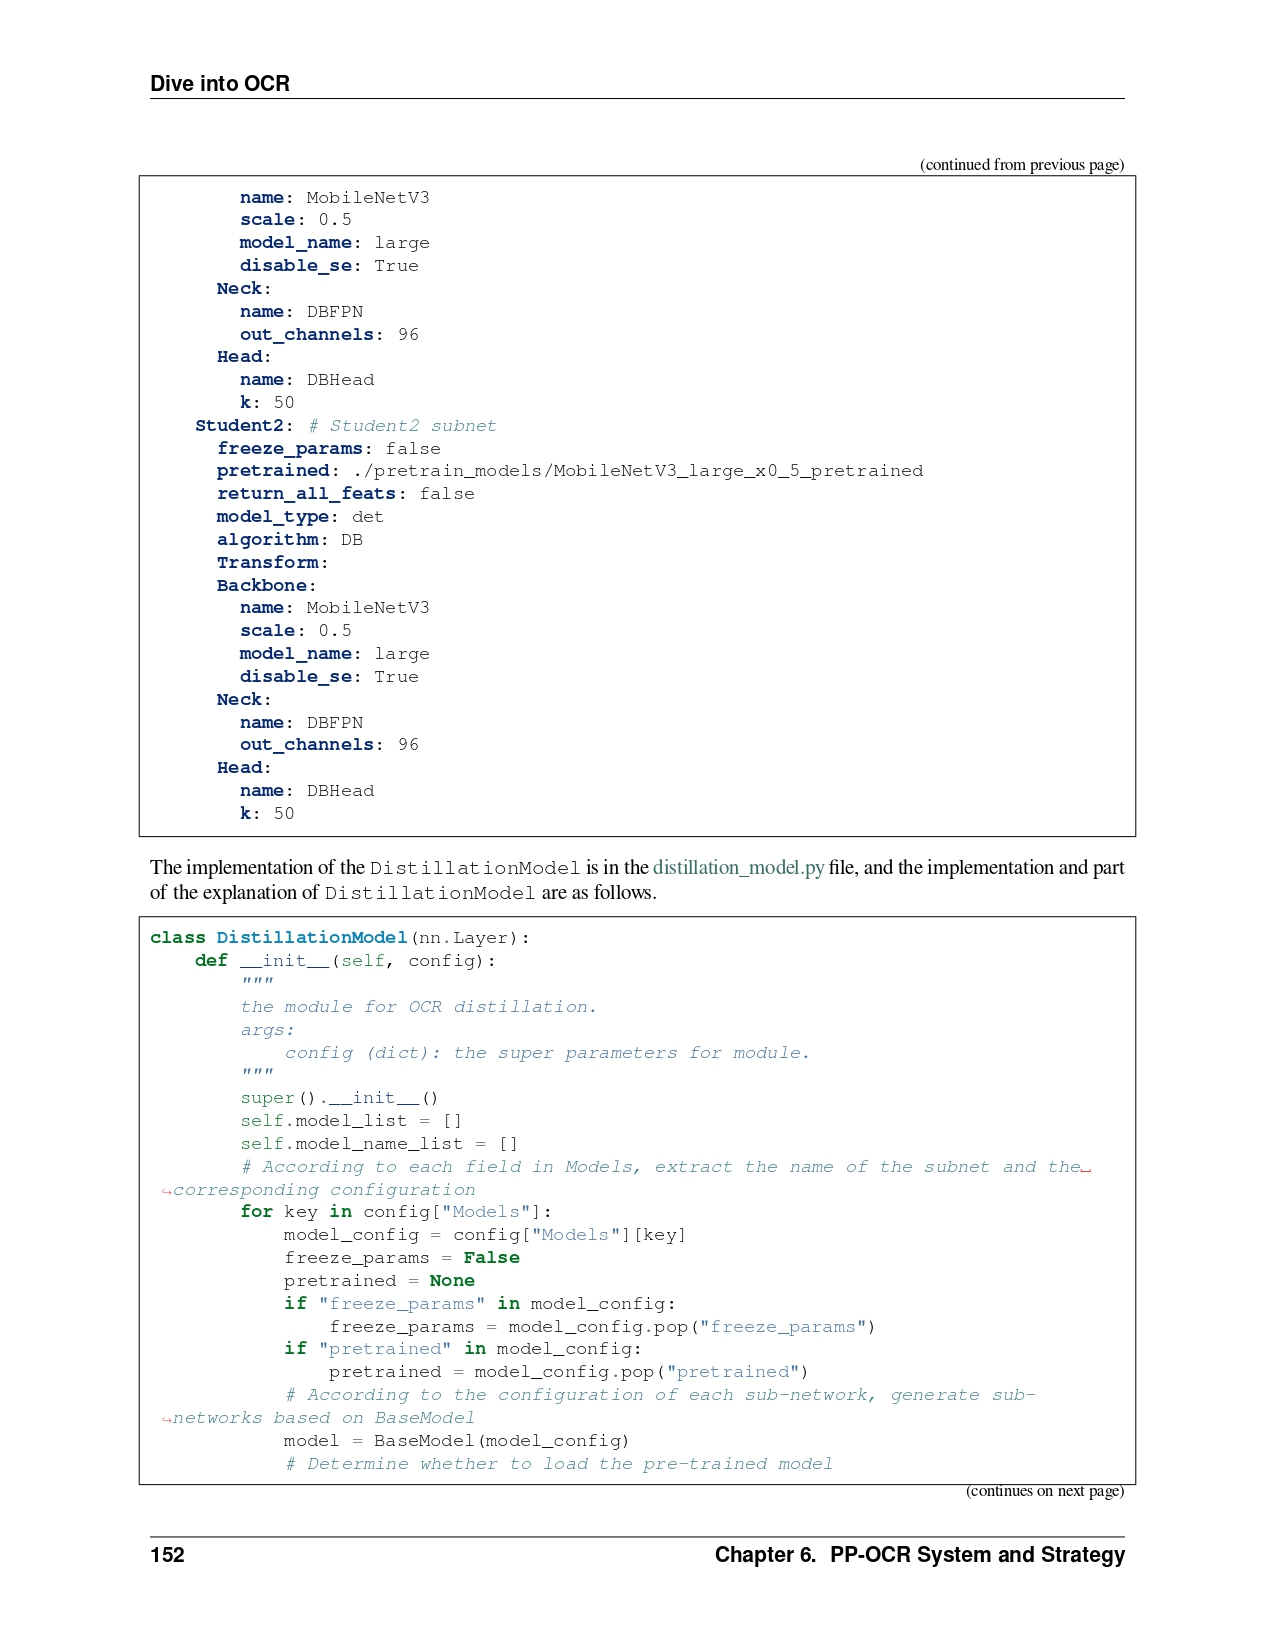 Dive into OCR
(continued from previous page)
        name: MobileNetV3
        scale: 0.5
        model_name: large
        disable_se: True
      Neck:
        name: DBFPN
        out_channels: 96
      Head:
        name: DBHead
        k: 50
    Student2: # Student2 subnet
      freeze_params: false
      pretrained: ./pretrain_models/MobileNetV3_large_x0_5_pretrained
      return_all_feats: false
      model_type: det
      algorithm: DB
      Transform:
      Backbone:
        name: MobileNetV3
        scale: 0.5
        model_name: large
        disable_se: True
      Neck:
        name: DBFPN
        out_channels: 96
      Head:
        name: DBHead
        k: 50
The implementation of the DistillationModel is in the distillation_model.py file, and the implementation and part
of the explanation of DistillationModel are as follows.
class DistillationModel(nn.Layer):
    def __init__(self, config):
        """
        the module for OCR distillation.
        args:
            config (dict): the super parameters for module.
        """
        super().__init__()
        self.model_list = []
        self.model_name_list = []
        # According to each field in Models, extract the name of the subnet and the␣
 ↪corresponding configuration
        for key in config["Models"]:
            model_config = config["Models"][key]
            freeze_params = False
            pretrained = None
            if "freeze_params" in model_config:
                freeze_params = model_config.pop("freeze_params")
            if "pretrained" in model_config:
                pretrained = model_config.pop("pretrained")
            # According to the configuration of each sub-network, generate sub-
 ↪networks based on BaseModel
            model = BaseModel(model_config)
            # Determine whether to load the pre-trained model
(continues on next page)
152 Chapter 6. PP-OCR System and Strategy